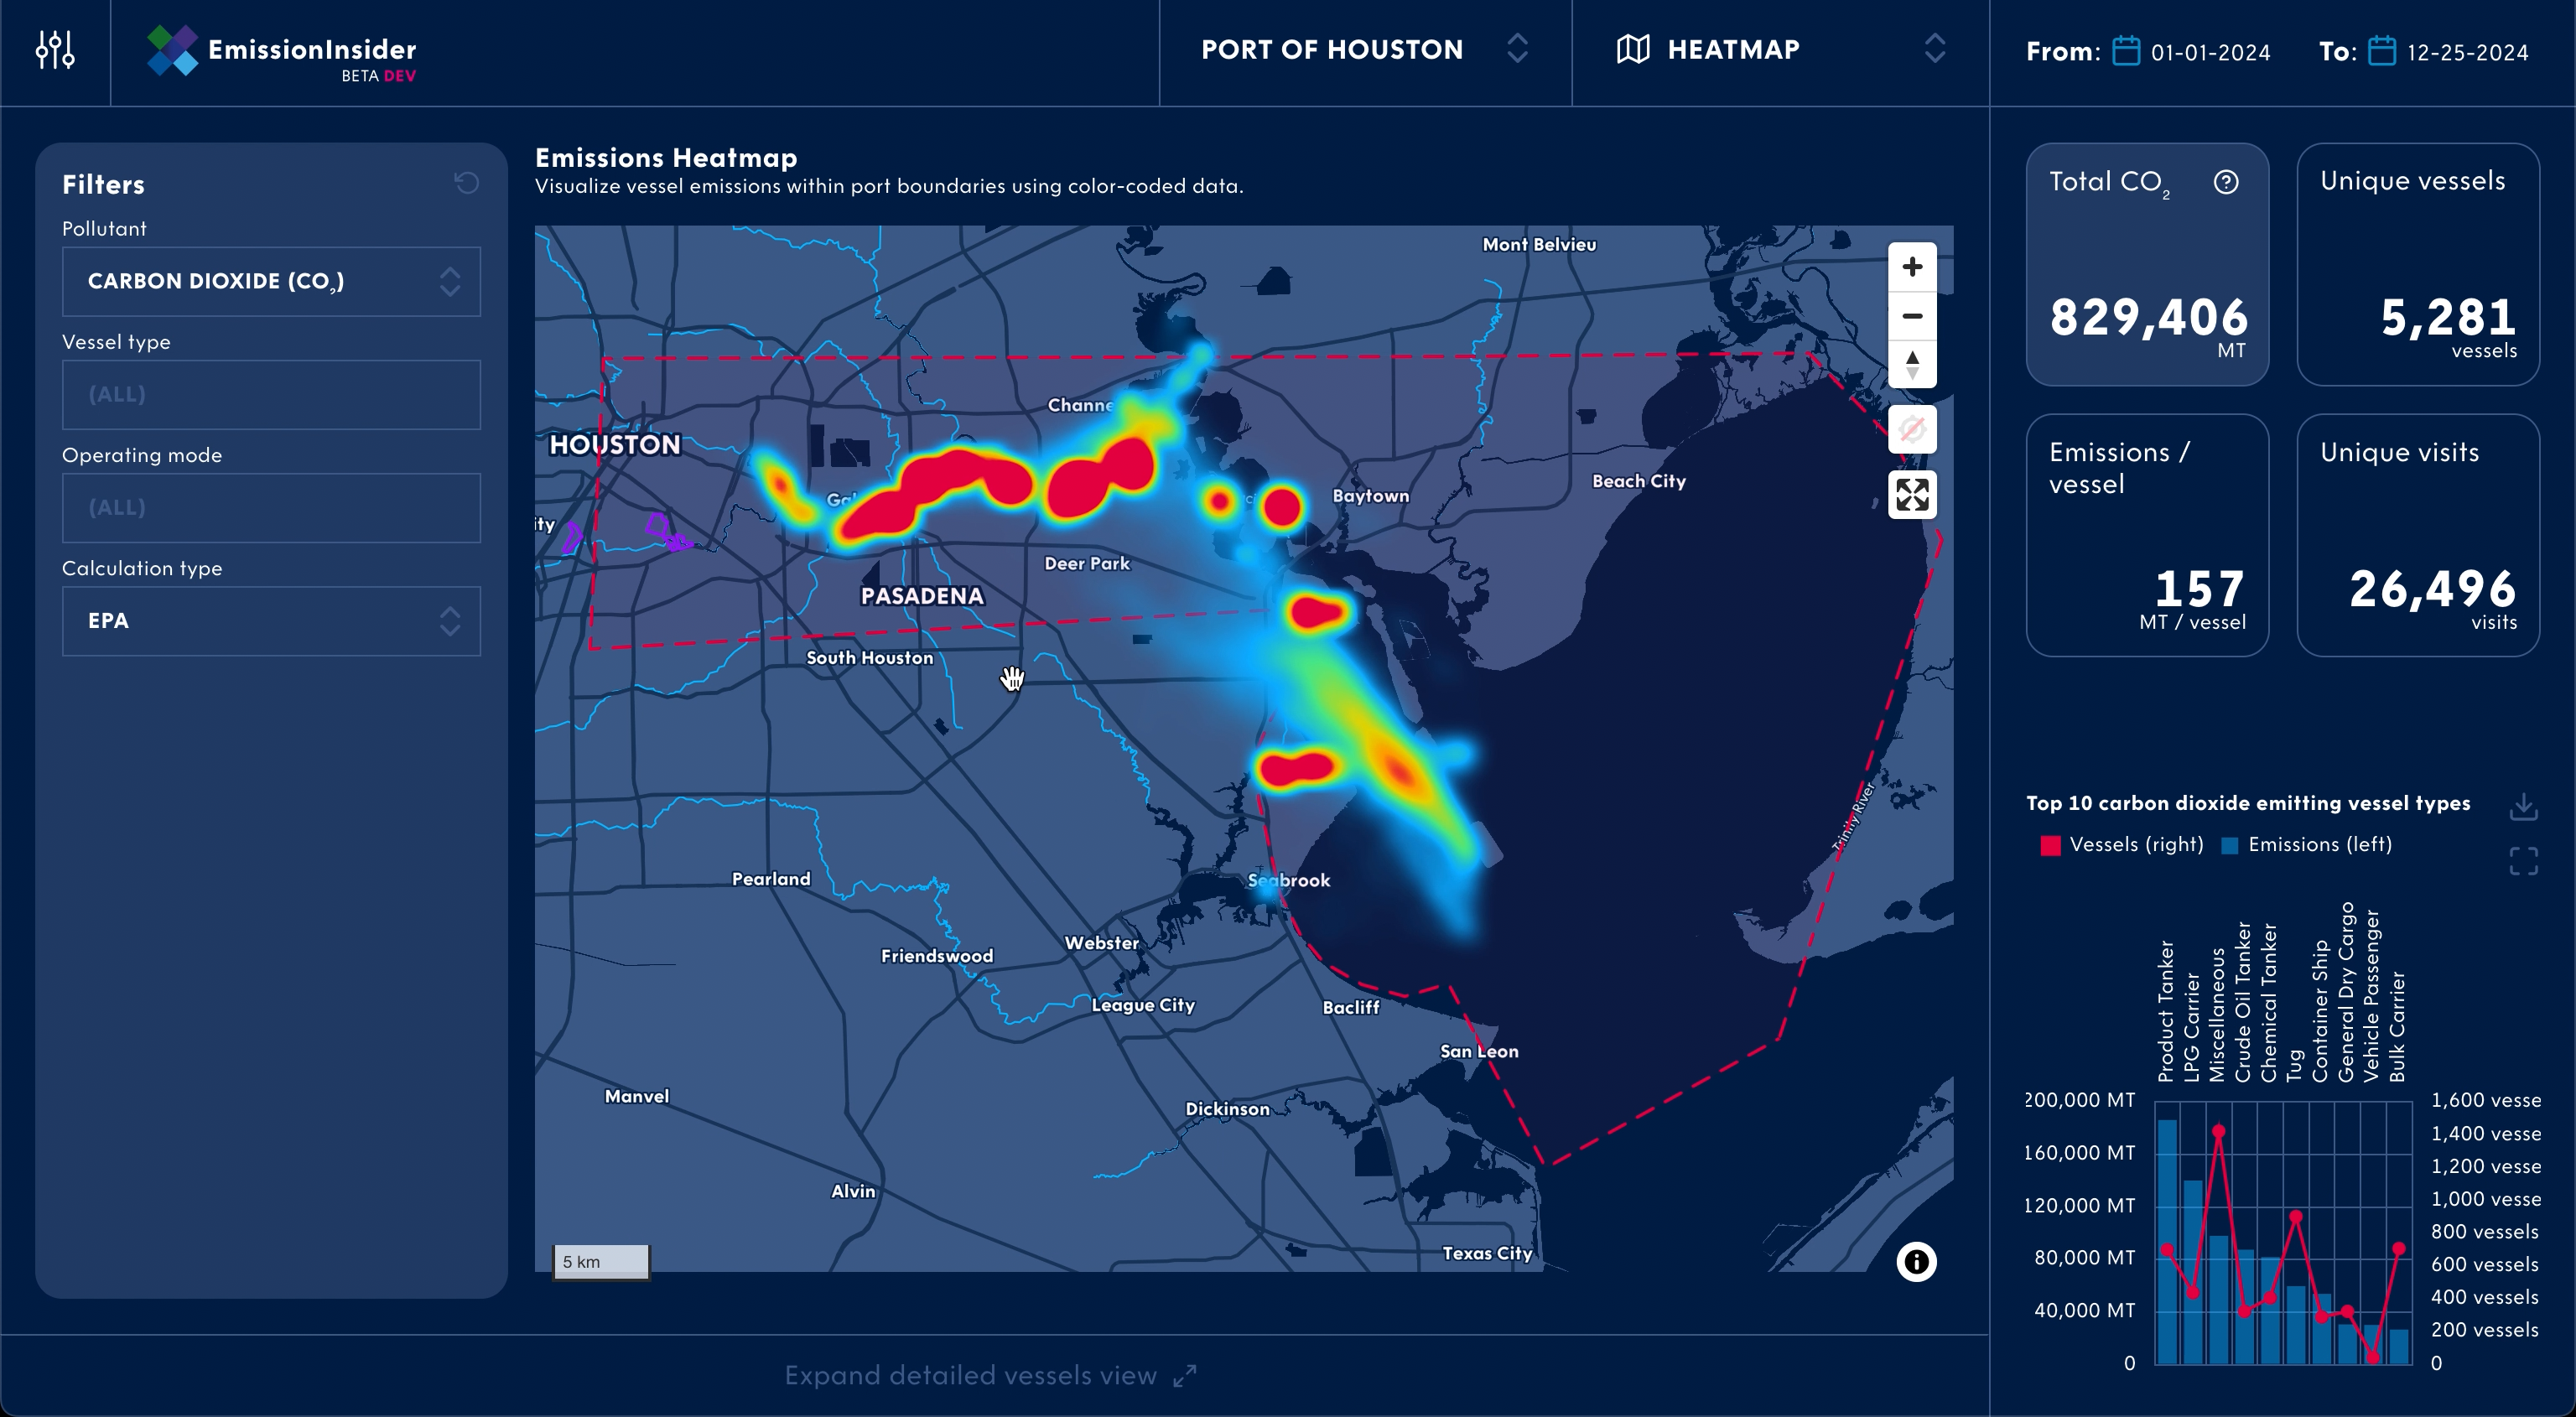 EmissionInsider
BETA DEV
PORT OF HOUSTON
HEATMAP
From: 01-01-2024
To: 12-25-2024
Filters
Pollutant
CARBON DIOXIDE (CO₂)
Vessel type
(ALL)
Operating mode
(ALL)
Calculation type
EPA
Emissions Heatmap
Visualize vessel emissions within port boundaries using color-coded data.
Mont Belvieu
Channe
HOUSTON
Beach City
Baytown
Ga
ity
Deer Park
PASADENA
South Houston
Trinity River
Pearland
Seabrook
Webster
Friendswood
League City
Bacliff
San Leon
Manvel
Dickinson
Alvin
Texas City
5 km
Expand detailed vessels view
Total CO₂
829,406
MT
Unique vessels
5,281
vessels
Emissions /
vessel
157
MT / vessel
Unique visits
26,496
visits
Top 10 carbon dioxide emitting vessel types
Vessels (right)
Emissions (left)
Product Tanker
LPG Carrier
Miscellaneous
Crude Oil Tanker
Chemical Tanker
Tug
Container Ship
General Dry Cargo
Vehicle Passenger
Bulk Carrier
200,000 MT
160,000 MT
120,000 MT
80,000 MT
40,000 MT
0
1,600 vesse
1,400 vesse
1,200 vesse
1,000 vesse
800 vessels
600 vessels
400 vessels
200 vessels
0